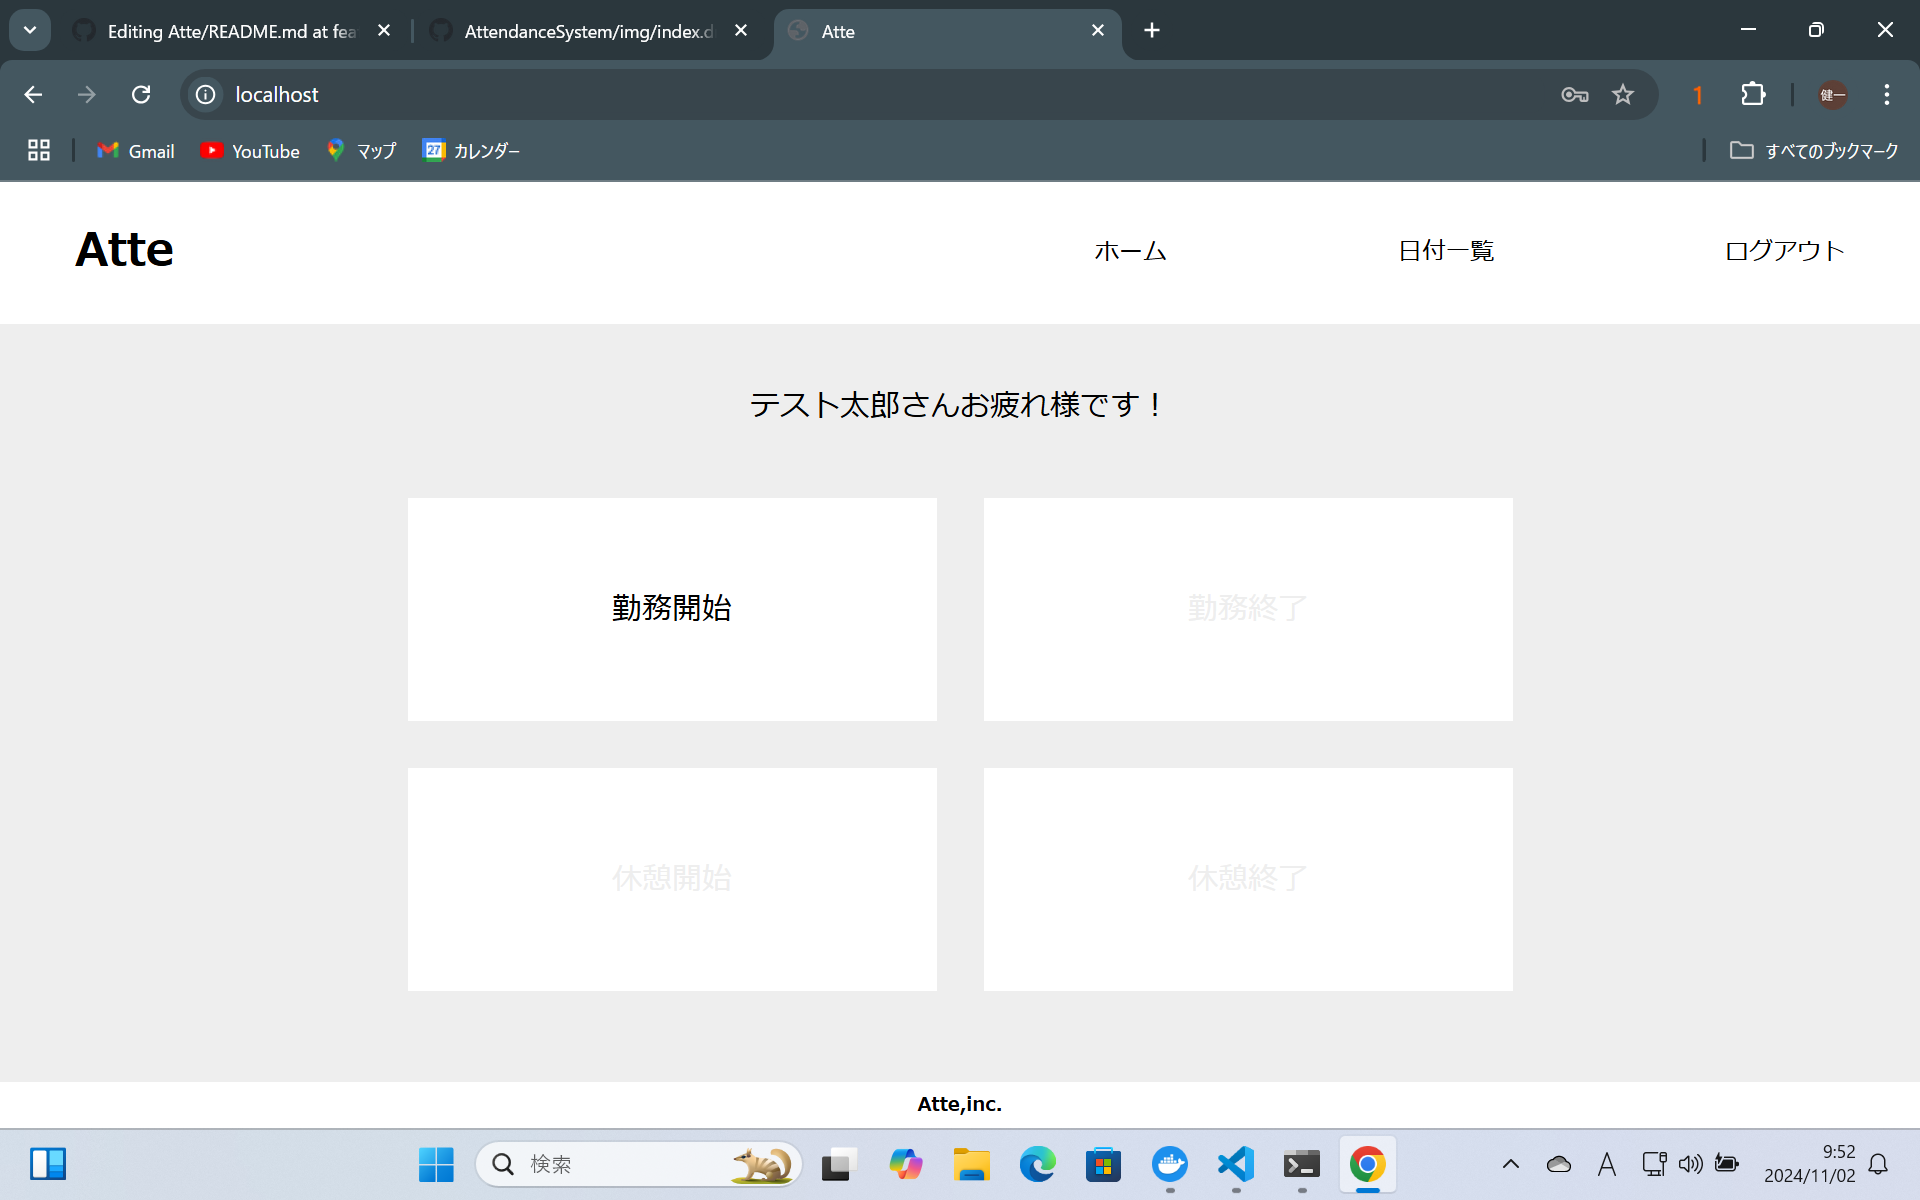 Editing Atte/README.md at fea
AttendanceSystem/img/index.d
Atte
localhost
1
健一
Gmail
YouTube
マップ
27
カレンダー
すべてのブックマーク
Atte
ホーム
日付一覧
ログアウト
テスト太郎さんお疲れ様です！
勤務開始
勤務終了
休憩開始
休憩終了
Atte,inc.
検索
A
9:52
2024/11/02